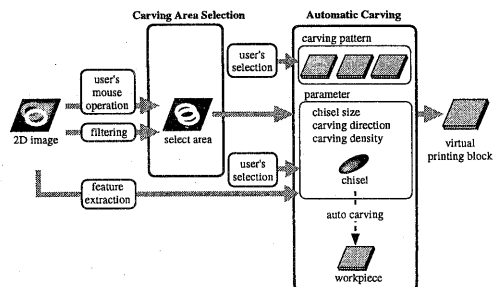 Carving Area Selection
Automatic Carving
carving pattern
user's
selection
user's
mouse
operation
parameter
chisel size
carving direction
carving density
2D image
filtering
select area
virtual
printing block
user's
selection
chisel
feature
extraction
auto carving
workpiece